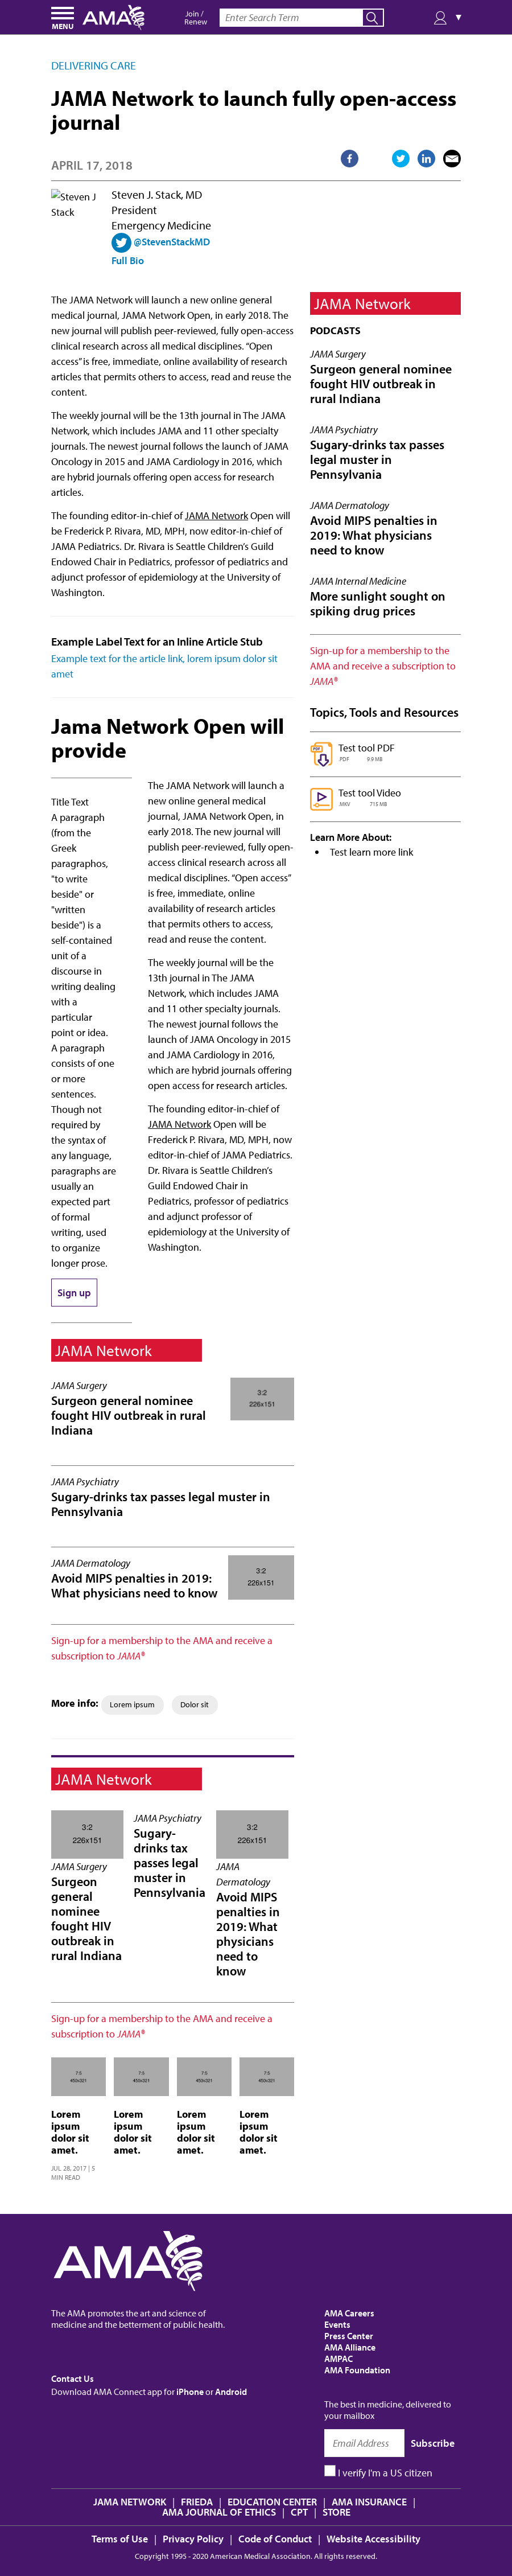 MENU
AMA
Join /
Renew
Enter Search Term
▼
DELIVERING CARE
JAMA Network to launch fully open-access
journal
APRIL 17, 2018
Steven J
Stack
Steven J. Stack, MD
President
Emergency Medicine
@StevenStackMD
Full Bio
The JAMA Network will launch a new online general
medical journal, JAMA Network Open, in early 2018. The
new journal will publish peer-reviewed, fully open-access
clinical research across all medical disciplines. “Open
access” is free, immediate, online availability of research
articles that permits others to access, read and reuse the
content.
The weekly journal will be the 13th journal in The JAMA
Network, which includes JAMA and 11 other specialty
journals. The newest journal follows the launch of JAMA
Oncology in 2015 and JAMA Cardiology in 2016, which
are hybrid journals offering open access for research
articles.
The founding editor-in-chief of JAMA Network Open will
be Frederick P. Rivara, MD, MPH, now editor-in-chief of
JAMA Pediatrics. Dr. Rivara is Seattle Children’s Guild
Endowed Chair in Pediatrics, professor of pediatrics and
adjunct professor of epidemiology at the University of
Washington.
Example Label Text for an Inline Article Stub
Example text for the article link, lorem ipsum dolor sit
amet
Jama Network Open will
provide
Title Text
A paragraph
(from the
Greek
paragraphos,
"to write
beside" or
"written
beside") is a
self-contained
unit of a
discourse in
writing dealing
with a
particular
point or idea.
A paragraph
consists of one
or more
sentences.
Though not
required by
the syntax of
any language,
paragraphs are
usually an
expected part
of formal
writing, used
to organize
longer prose.
Sign up
The JAMA Network will launch a
new online general medical
journal, JAMA Network Open, in
early 2018. The new journal will
publish peer-reviewed, fully open-
access clinical research across all
medical disciplines. “Open access”
is free, immediate, online
availability of research articles
that permits others to access,
read and reuse the content.
The weekly journal will be the
13th journal in The JAMA
Network, which includes JAMA
and 11 other specialty journals.
The newest journal follows the
launch of JAMA Oncology in 2015
and JAMA Cardiology in 2016,
which are hybrid journals offering
open access for research articles.
The founding editor-in-chief of
JAMA Network Open will be
Frederick P. Rivara, MD, MPH, now
editor-in-chief of JAMA Pediatrics.
Dr. Rivara is Seattle Children’s
Guild Endowed Chair in
Pediatrics, professor of pediatrics
and adjunct professor of
epidemiology at the University of
Washington.
JAMA Network
JAMA Surgery
Surgeon general nominee
fought HIV outbreak in rural
Indiana
3:2
226x151
JAMA Psychiatry
Sugary-drinks tax passes legal muster in
Pennsylvania
JAMA Dermatology
Avoid MIPS penalties in 2019:
What physicians need to know
3:2
226x151
Sign-up for a membership to the AMA and receive a
subscription to JAMA®
More info: Lorem ipsum Dolor sit
JAMA Network
3:2
226x151
JAMA Surgery
Surgeon
general
nominee
fought HIV
outbreak in
rural Indiana
JAMA Psychiatry
Sugary-
drinks tax
passes legal
muster in
Pennsylvania
3:2
226x151
JAMA
Dermatology
Avoid MIPS
penalties in
2019: What
physicians
need to
know
Sign-up for a membership to the AMA and receive a
subscription to JAMA®
7:5
450x321
Lorem
ipsum
dolor sit
amet.
JUL 28, 2017 | 5
MIN READ
7:5
450x321
Lorem
ipsum
dolor sit
amet.
7:5
450x321
Lorem
ipsum
dolor sit
amet.
7:5
450x321
Lorem
ipsum
dolor sit
amet.
JAMA Network
PODCASTS
JAMA Surgery
Surgeon general nominee
fought HIV outbreak in
rural Indiana
JAMA Psychiatry
Sugary-drinks tax passes
legal muster in
Pennsylvania
JAMA Dermatology
Avoid MIPS penalties in
2019: What physicians
need to know
JAMA Internal Medicine
More sunlight sought on
spiking drug prices
Sign-up for a membership to the
AMA and receive a subscription to
JAMA®
Topics, Tools and Resources
PDF
Test tool PDF
.PDF 9.9 MB
Test tool Video
.MKV 71.5 MB
Learn More About:
• Test learn more link
AMA
The AMA promotes the art and science of
medicine and the betterment of public health.
Contact Us
Download AMA Connect app for iPhone or Android
AMA Careers
Events
Press Center
AMA Alliance
AMPAC
AMA Foundation
The best in medicine, delivered to
your mailbox
Email Address Subscribe
I verify I'm a US citizen
JAMA NETWORK | FRIEDA | EDUCATION CENTER | AMA INSURANCE |
AMA JOURNAL OF ETHICS | CPT | STORE
Terms of Use | Privacy Policy | Code of Conduct | Website Accessibility
Copyright 1995 - 2020 American Medical Association. All rights reserved.